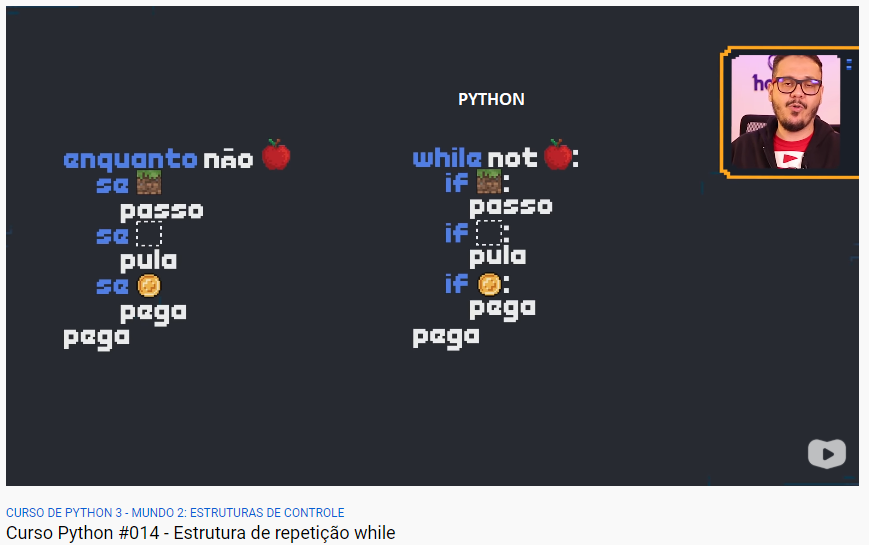 PYTHON
enquanto não
se
passo
se
pula
se
pega
pega
while not :
if :
passo
if :
pula
if :
pega
pega
CURSO DE PYTHON 3 - MUNDO 2: ESTRUTURAS DE CONTROLE
Curso Python #014 - Estrutura de repetição while